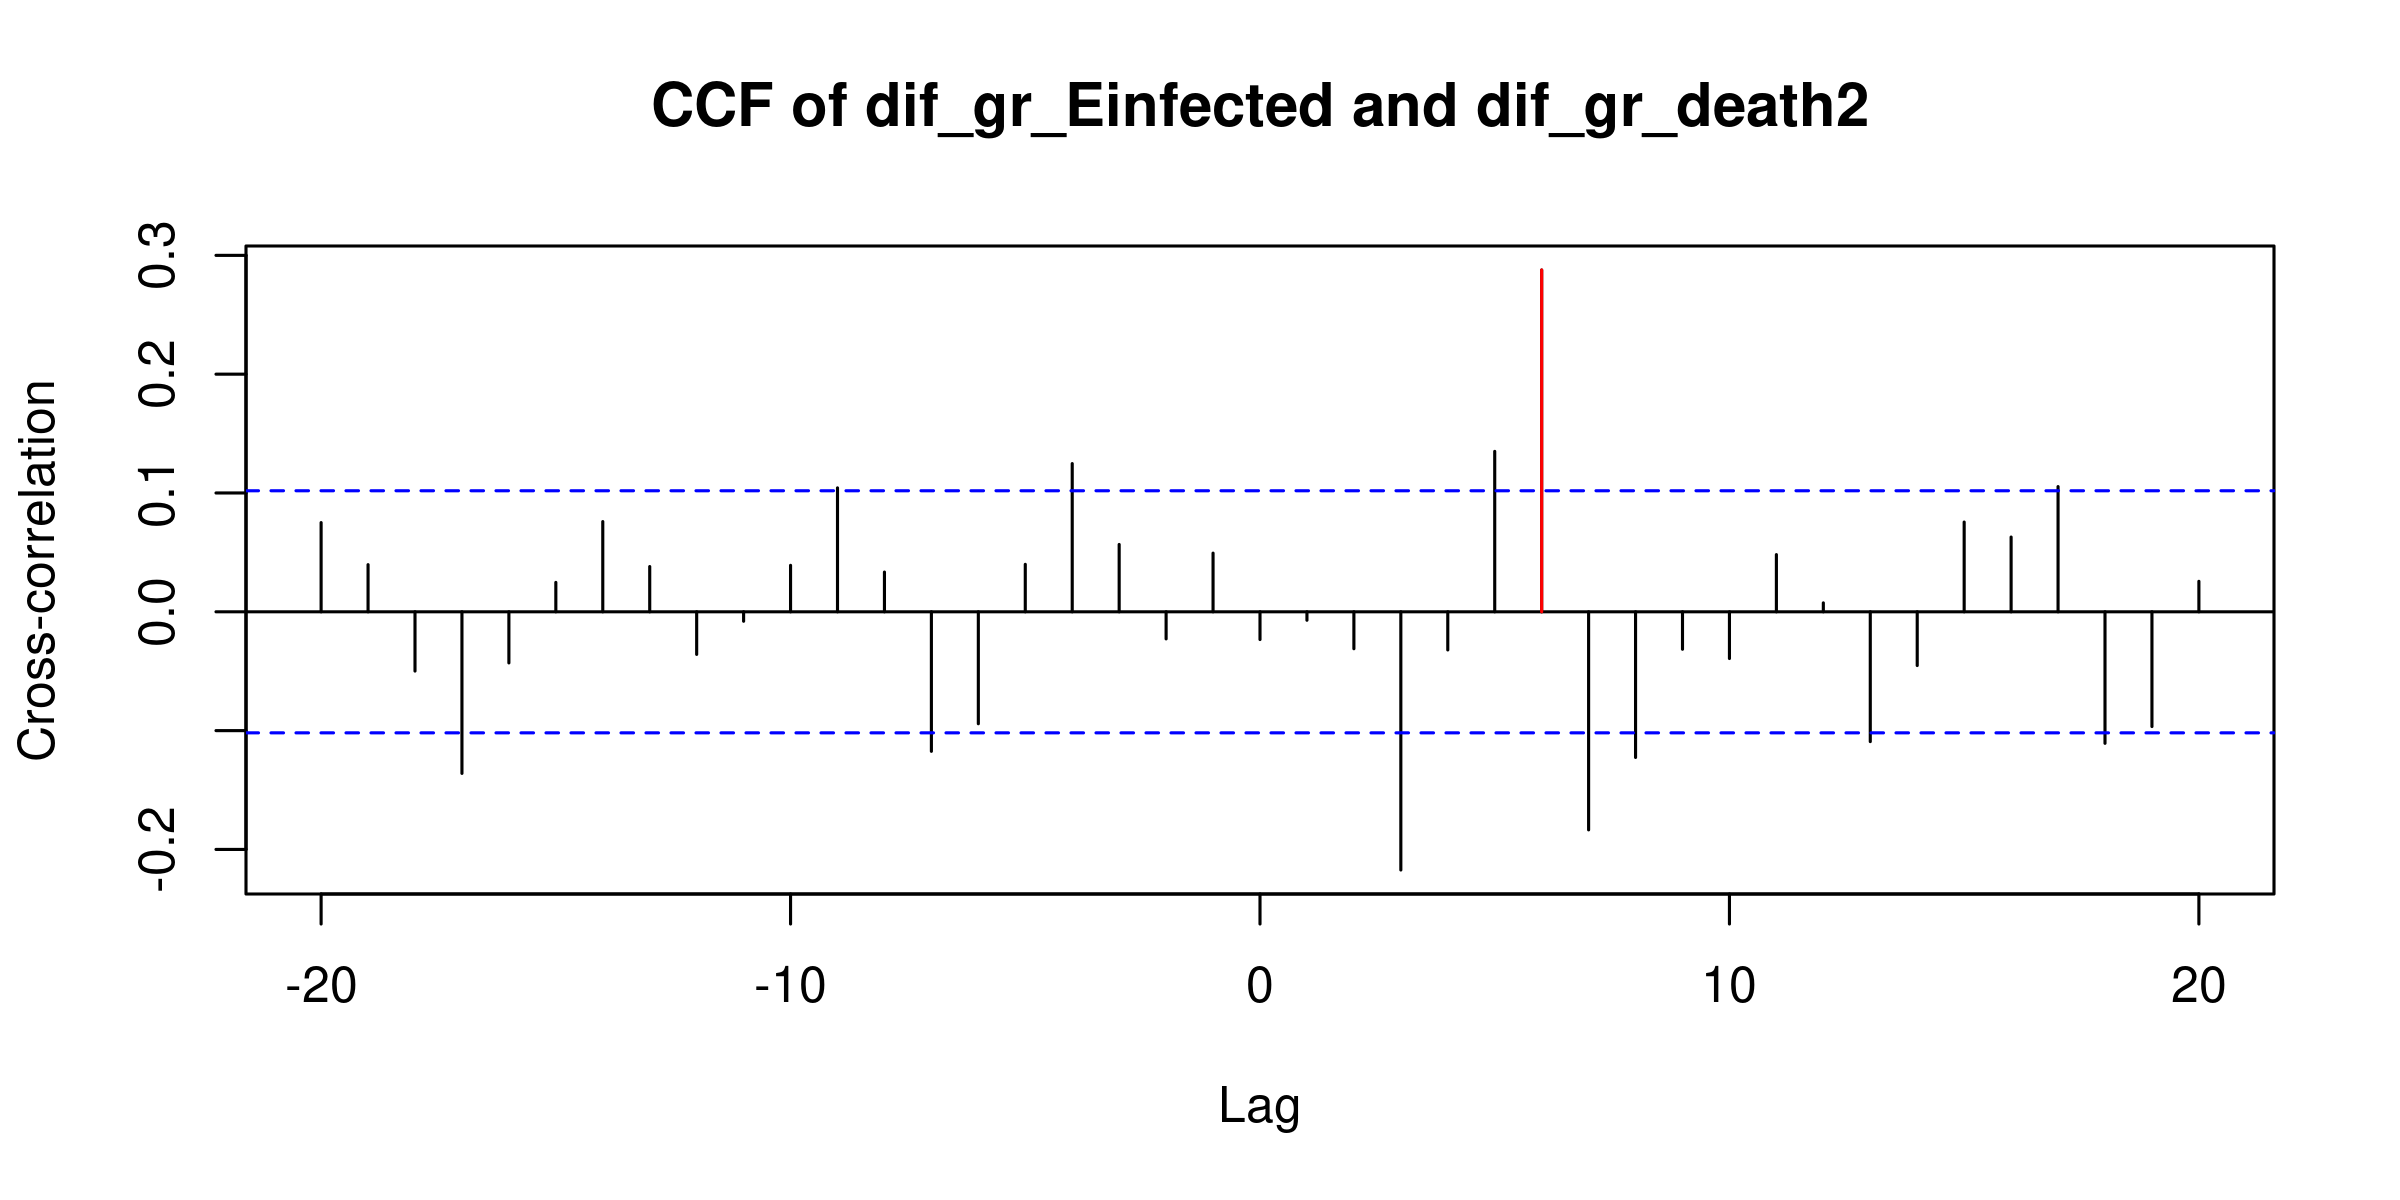 CCF of dif_gr_Einfected and dif_gr_death2
Cross-correlation
0.3
0.2
0.1
0.0
-0.2
-20 -10 0 10 20
Lag